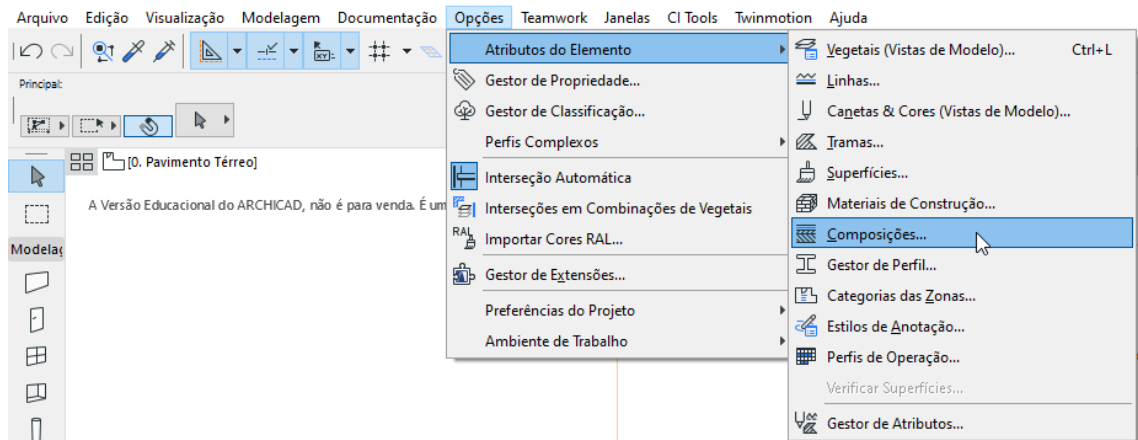 Arquivo Edição Visualização Modelagem Documentação Opções Teamwork Janelas CI Tools Twinmotion Ajuda
Principal:
[0. Pavimento Térreo]
A Versão Educacional do ARCHICAD, não é para venda. É um
Modelaç
Atributos do Elemento
Gestor de Propriedade...
Gestor de Classificação...
Perfis Complexos
Interseção Automática
Interseções em Combinações de Vegetais
RAL Importar Cores RAL...
Gestor de Extensões...
Preferências do Projeto
Ambiente de Trabalho
Vegetais (Vistas de Modelo)... Ctrl+L
Linhas...
Canetas & Cores (Vistas de Modelo)...
Tramas...
Superfícies...
Materiais de Construção...
Composições...
Gestor de Perfil...
Categorias das Zonas...
Estilos de Anotação...
Perfis de Operação...
Verificar Superfícies...
Gestor de Atributos...